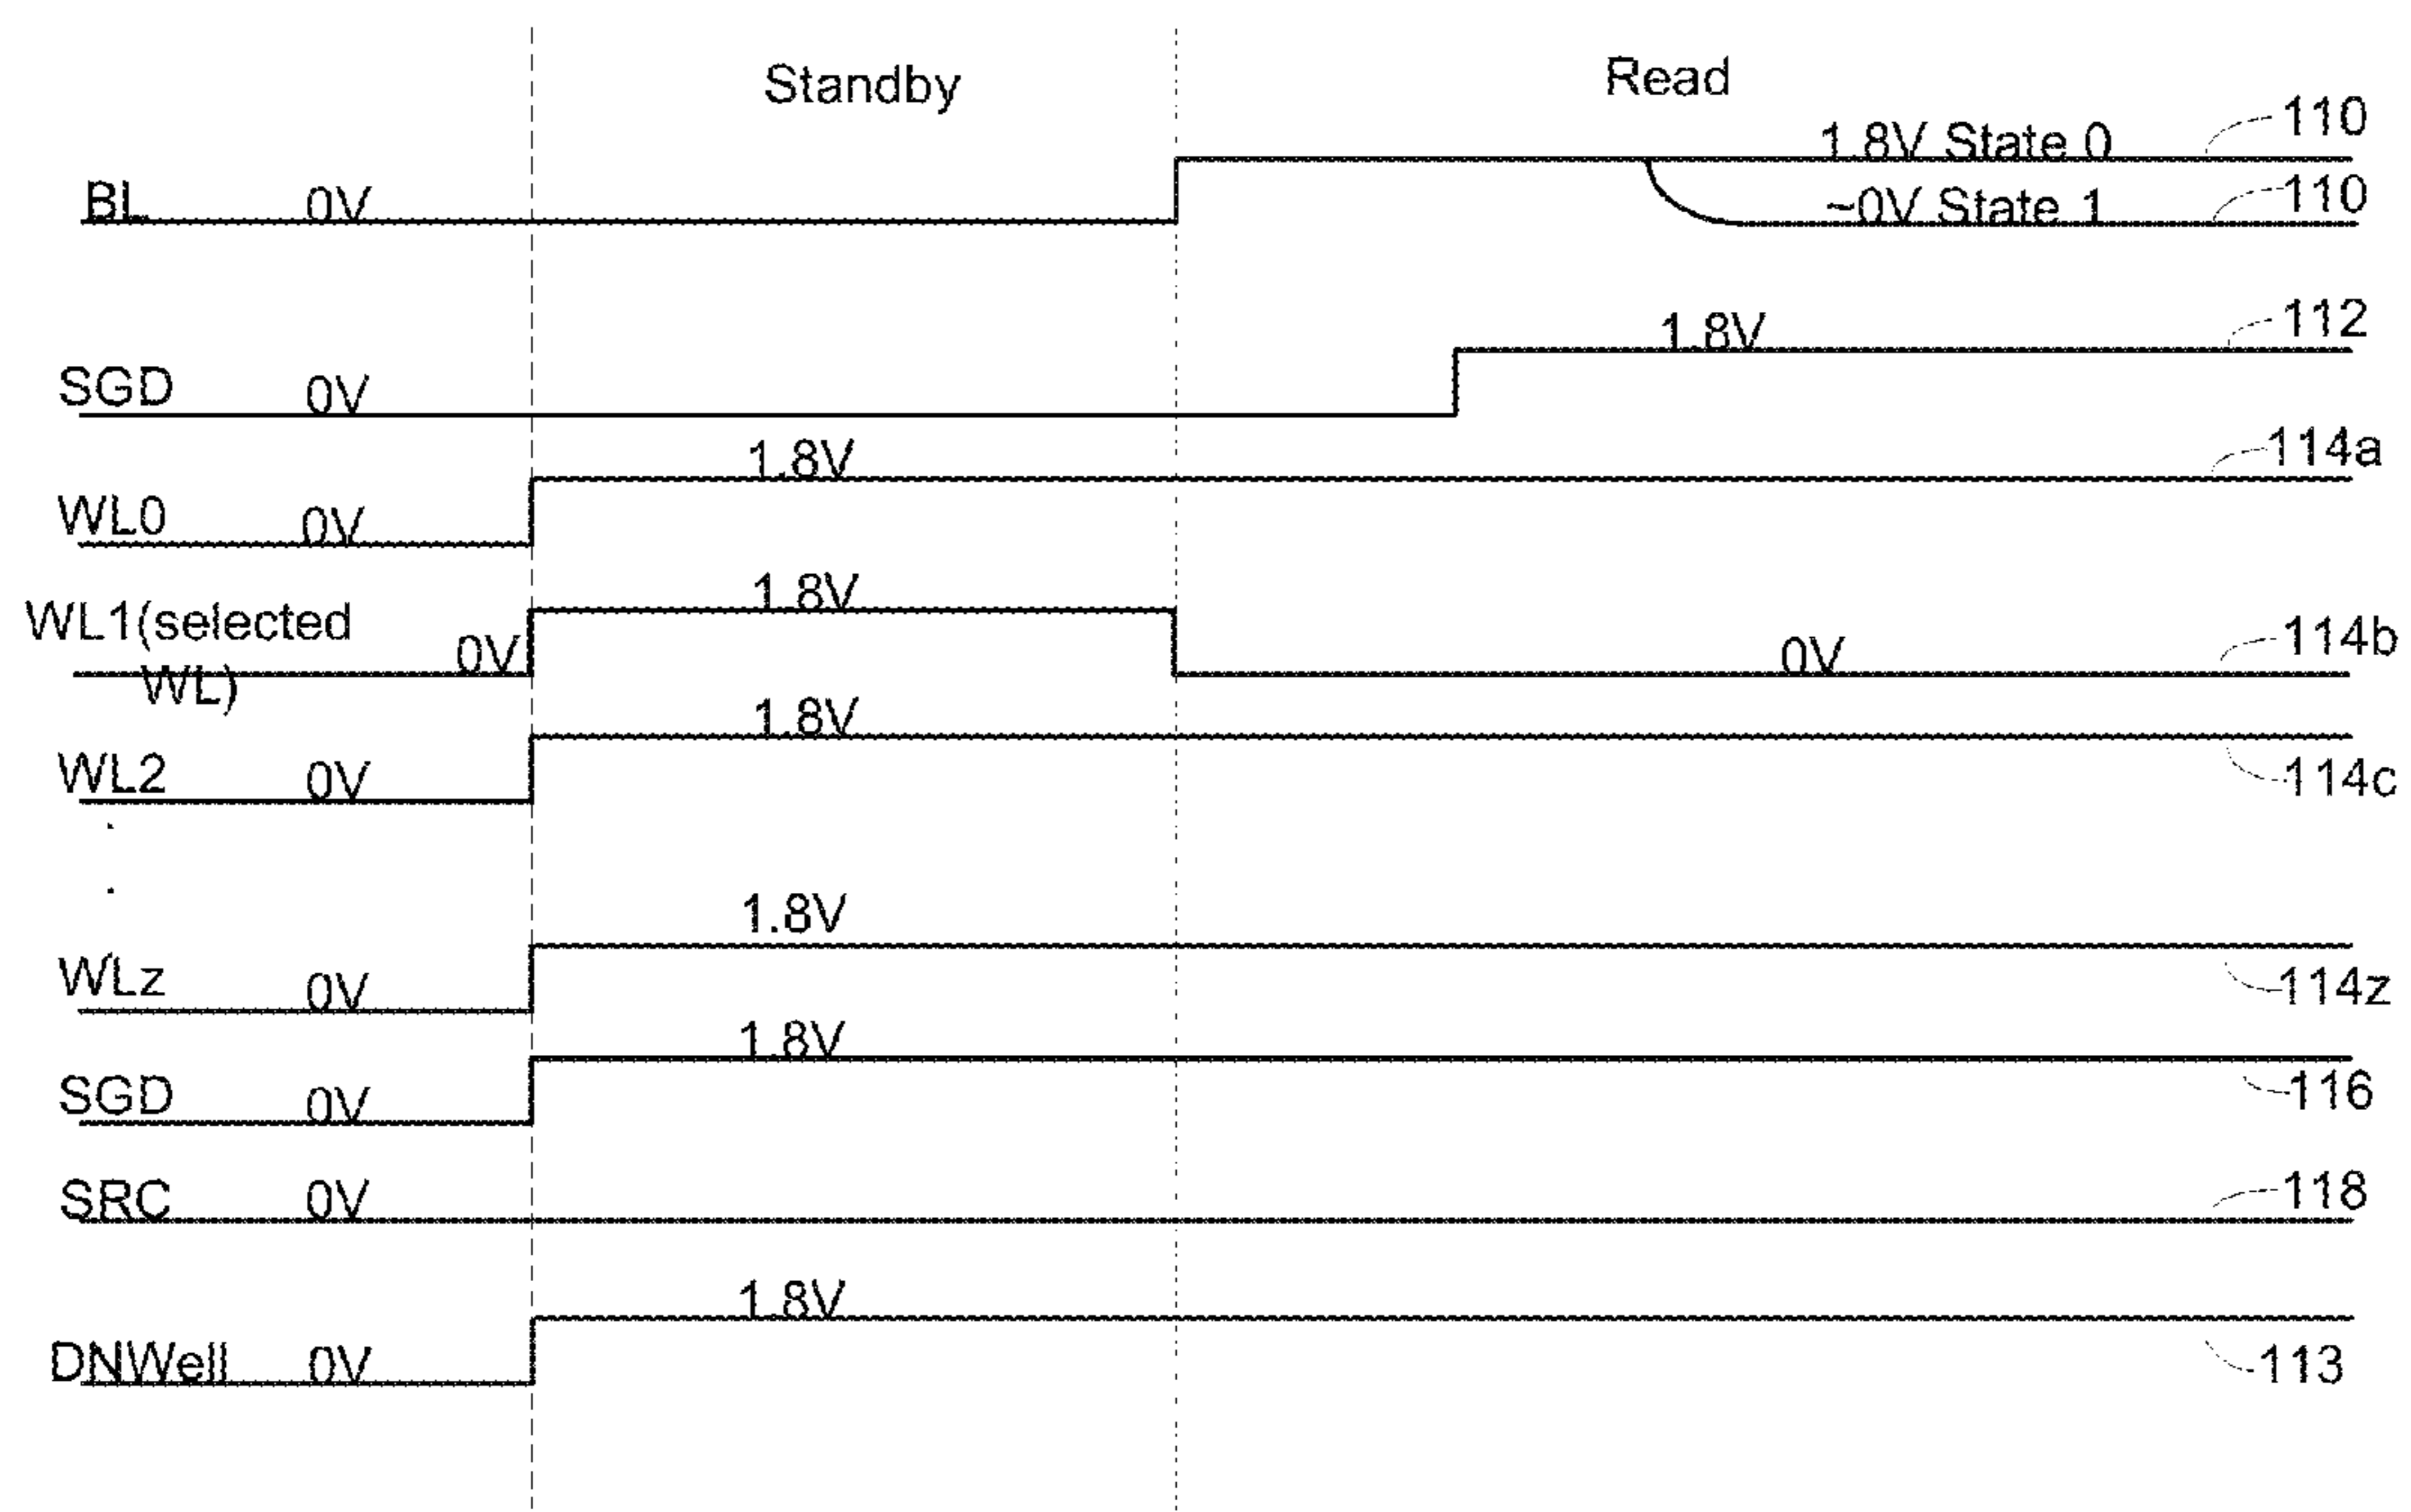 Standby
Read
1.8V State 0
110
BL
0V
~0V State 1
110
1.8V
112
SGD
0V
1.8V
114a
WL0
0V
1.8V
WL1(selected
WL)
0V
0V
114b
1.8V
WL2
0V
114c
1.8V
WLz
0V
114z
1.8V
SGD
0V
116
SRC
0V
118
1.8V
DNWell
0V
113